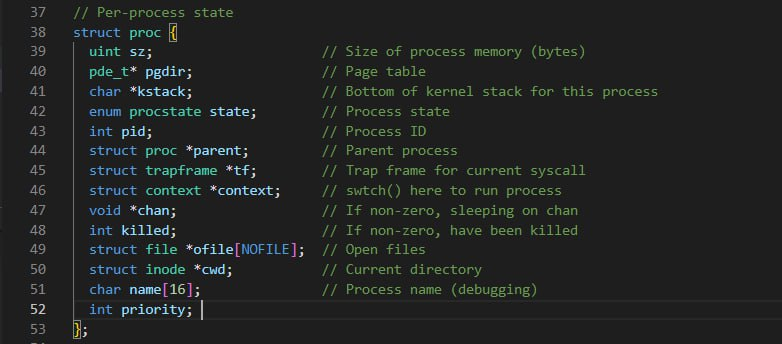 37 // Per-process state
38 struct proc {
39 uint sz; // Size of process memory (bytes)
40 pde_t* pgdir; // Page table
41 char *kstack; // Bottom of kernel stack for this process
42 enum procstate state; // Process state
43 int pid; // Process ID
44 struct proc *parent; // Parent process
45 struct trapframe *tf; // Trap frame for current syscall
46 struct context *context; // swtch() here to run process
47 void *chan; // If non-zero, sleeping on chan
48 int killed; // If non-zero, have been killed
49 struct file *ofile[NOFILE]; // Open files
50 struct inode *cwd; // Current directory
51 char name[16]; // Process name (debugging)
52 int priority;
53 };